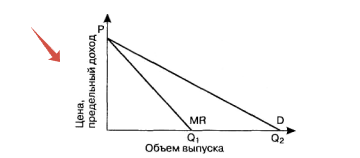 P
Цена,
предельный доход
MR
D
Q1
Q2
Объем выпуска